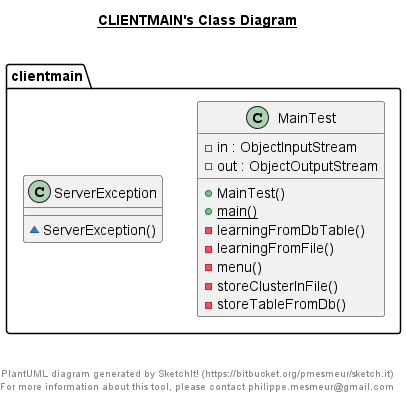 CLIENTMAIN's Class Diagram
clientmain
C ServerException
ServerException()
C MainTest
in : ObjectInputStream
out : ObjectOutputStream
MainTest()
main()
learningFromDbTable()
learningFromFile()
menu()
storeClusterInFile()
storeTableFromDb()
PlantUML diagram generated by SketchIt! (https://bitbucket.org/pmesmeur/sketch.it)
For more information about this tool, please contact philippe.mesmeur@gmail.com